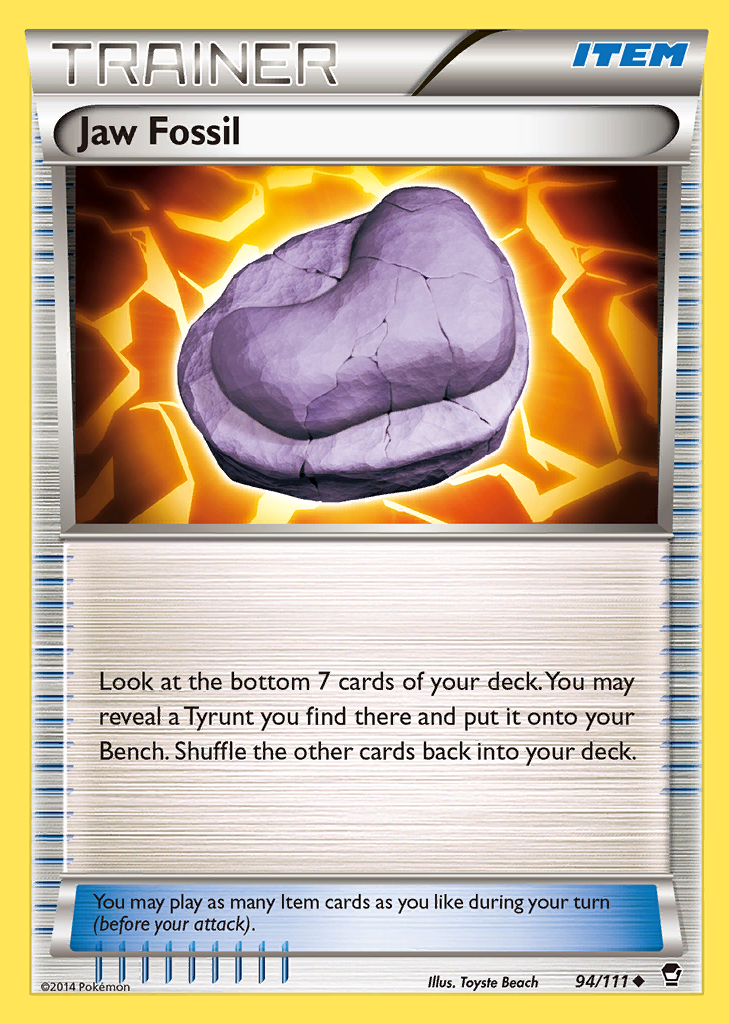 TRAINER
ITEM
Jaw Fossil
Look at the bottom 7 cards of your deck. You may
reveal a Tyrunt you find there and put it onto your
Bench. Shuffle the other cards back into your deck.
You may play as many Item cards as you like during your turn
(before your attack).
©2014 Pokémon
Illus. Toyste Beach
94/111